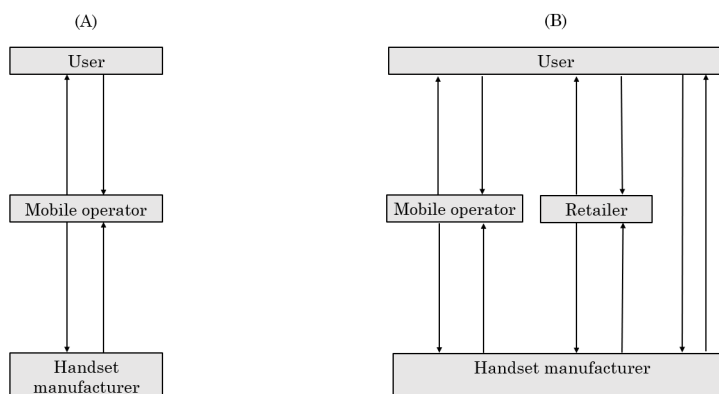 (A)
User
Mobile operator
Handset
manufacturer
(B)
User
Mobile operator
Retailer
Handset manufacturer